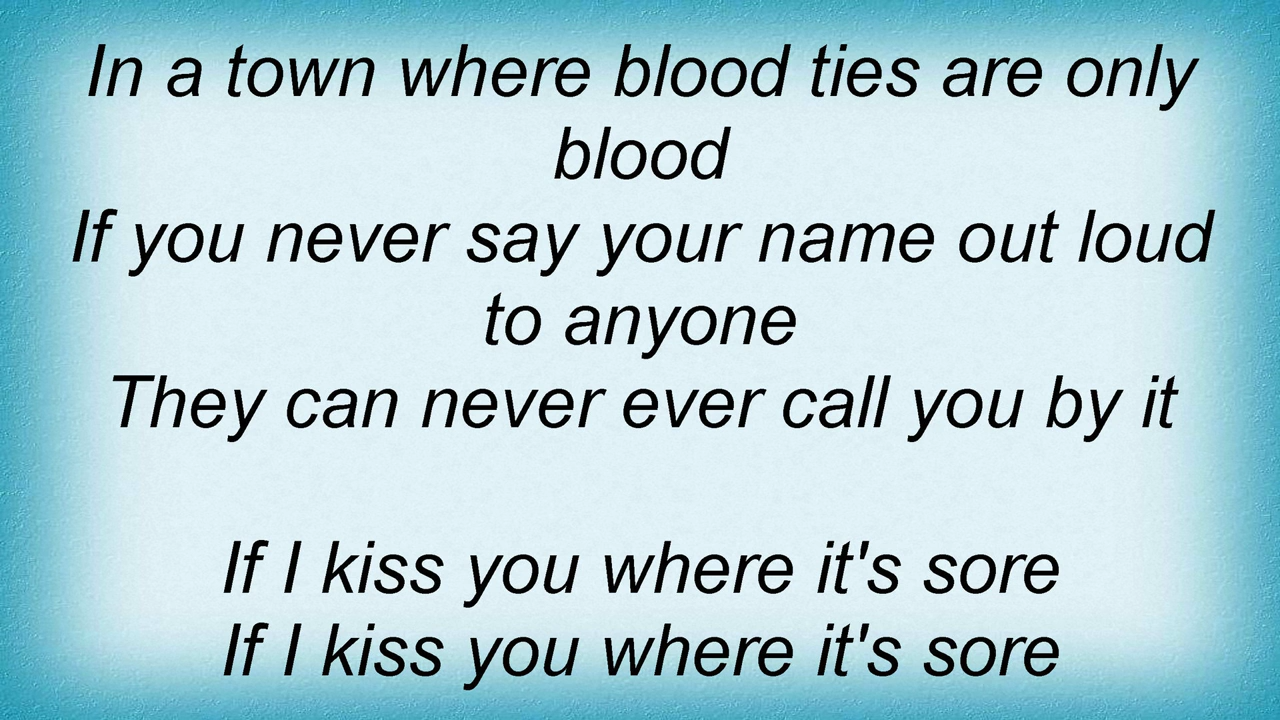 In a town where blood ties are only
blood
If you never say your name out loud
to anyone
They can never ever call you by it
If I kiss you where it's sore
If I kiss you where it's sore